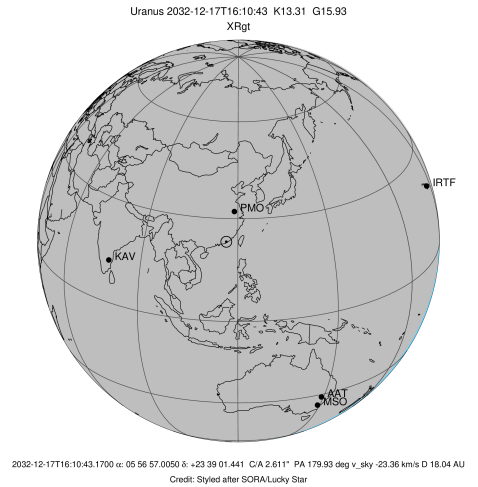 Uranus 2032-12-17T16:10:43 K13.31 G15.93
XRgt
IRTF
PMO
KAV
AAT
MSO
2032-12-17T16:10:43.1700 α: 05 56 57.0050 δ: +23 39 01.441 C/A 2.611" PA 179.93 deg v_sky -23.36 km/s D 18.04 AU
Credit: Styled after SORA/Lucky Star